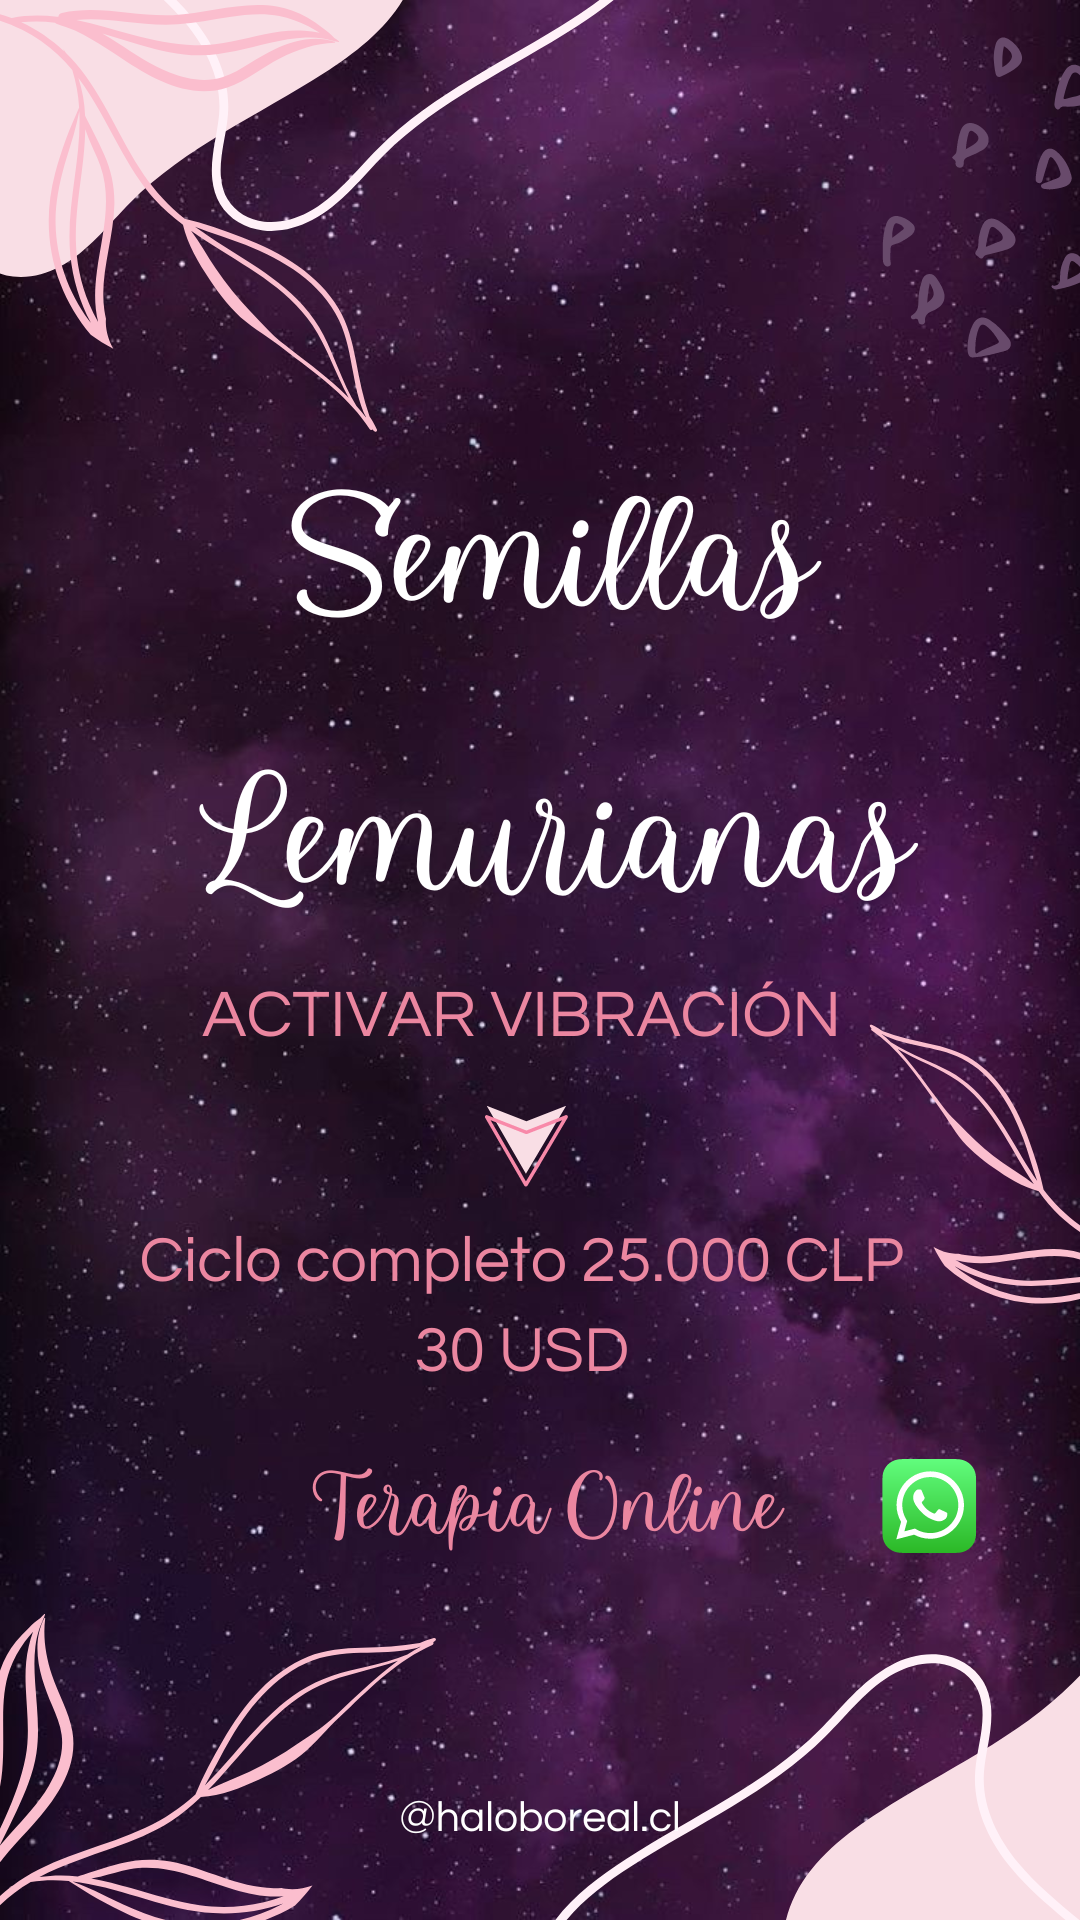 Semillas
Lemurianas
ACTIVAR VIBRACIÓN
Ciclo completo 25.000 CLP
30 USD
Terapia Online
@haloboreal.cl